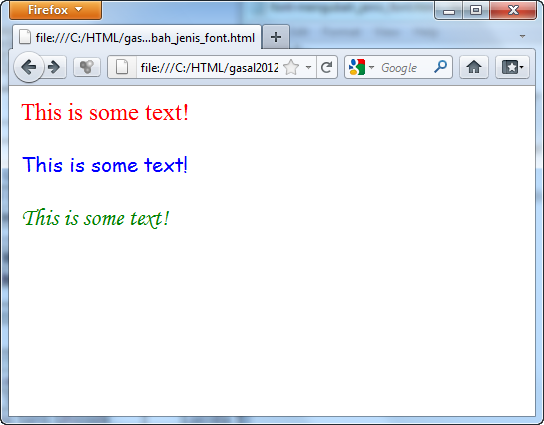 Firefox
file:///C:/HTML/gas...bah_jenis_font.html
file:///C:/HTML/gasal2012
Google
This is some text!
This is some text!
This is some text!